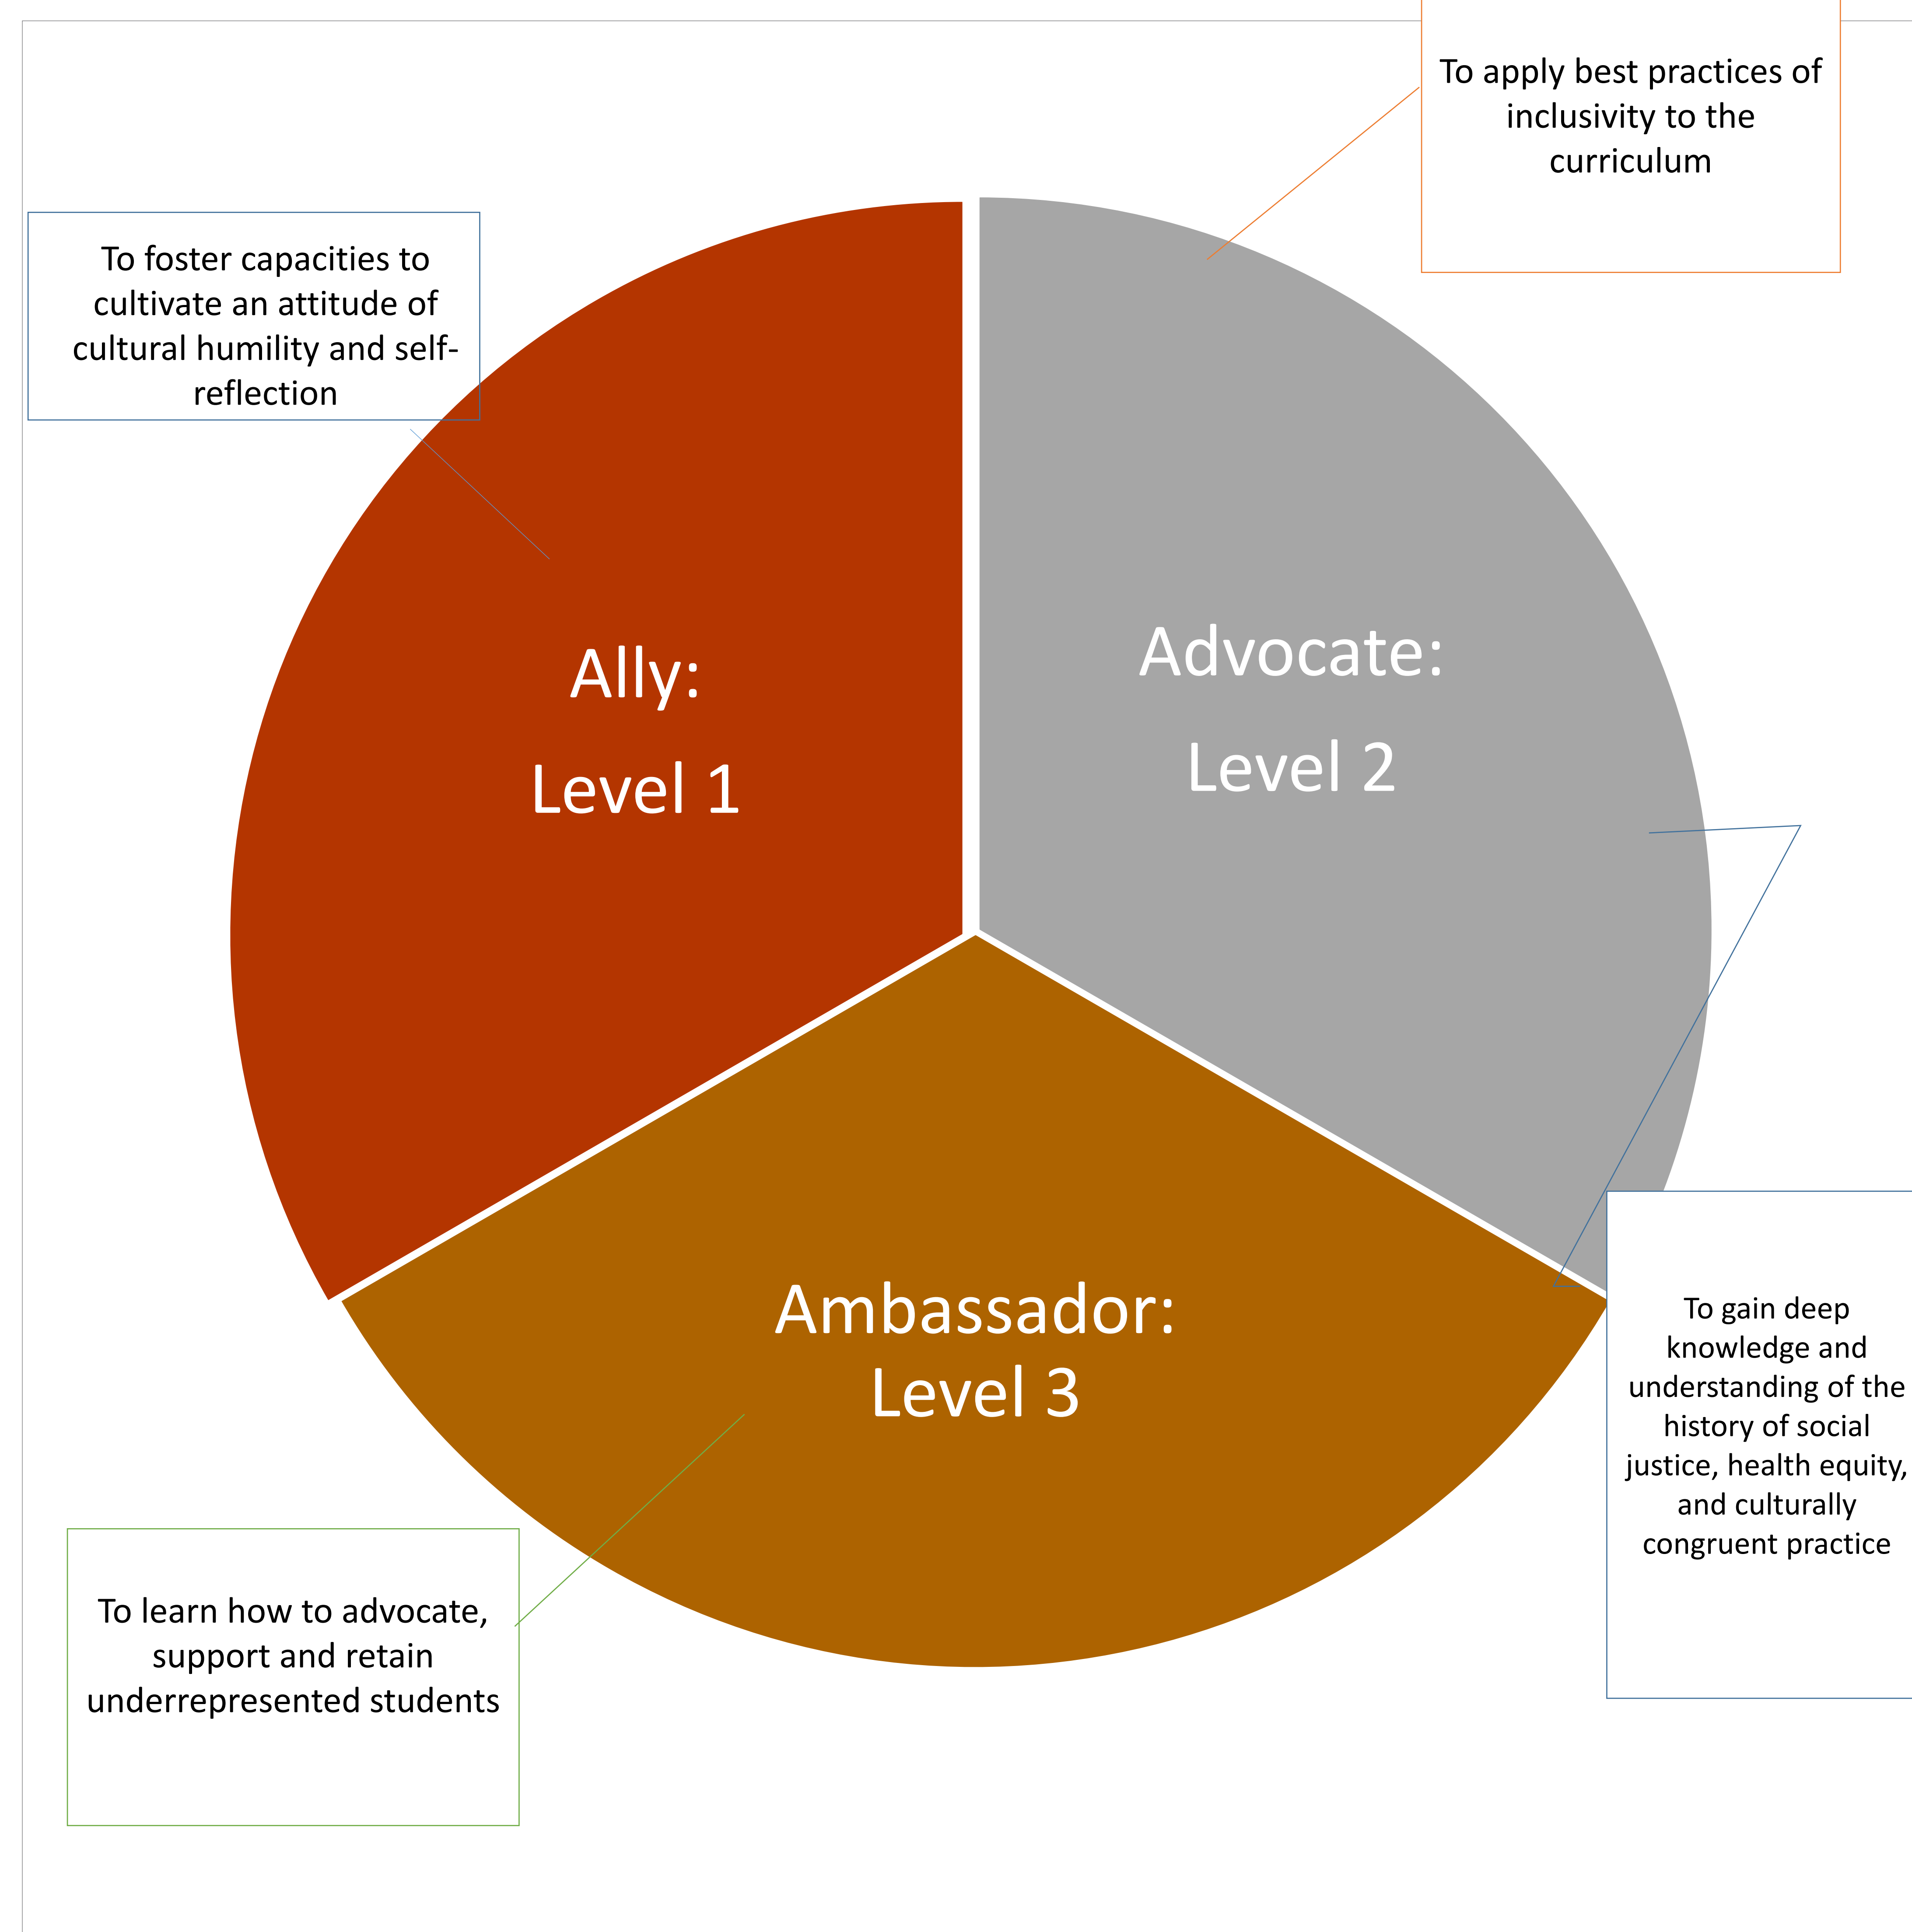 To apply best practices of
inclusivity to the
curriculum
To foster capacities to
cultivate an attitude of
cultural humility and self-
reflection
Ally:
Level 1
Advocate:
Level 2
Ambassador:
Level 3
To gain deep
knowledge and
understanding of the
history of social
justice, health equity,
and culturally
congruent practice
To learn how to advocate,
support and retain
underrepresented students